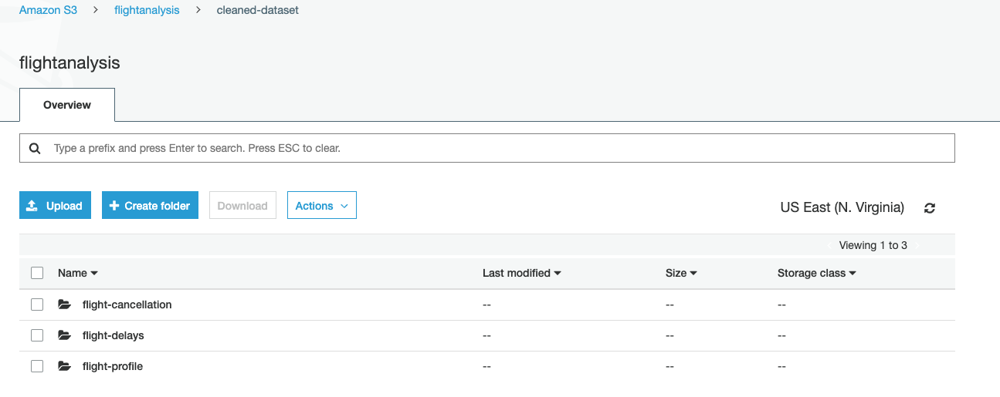 Amazon S3 > flightanalysis > cleaned-dataset
flightanalysis
Overview
Type a prefix and press Enter to search. Press ESC to clear.
Upload Create folder Download Actions US East (N. Virginia)
Viewing 1 to 3
Name Last modified Size Storage class
flight-cancellation -- -- --
flight-delays -- -- --
flight-profile -- -- --